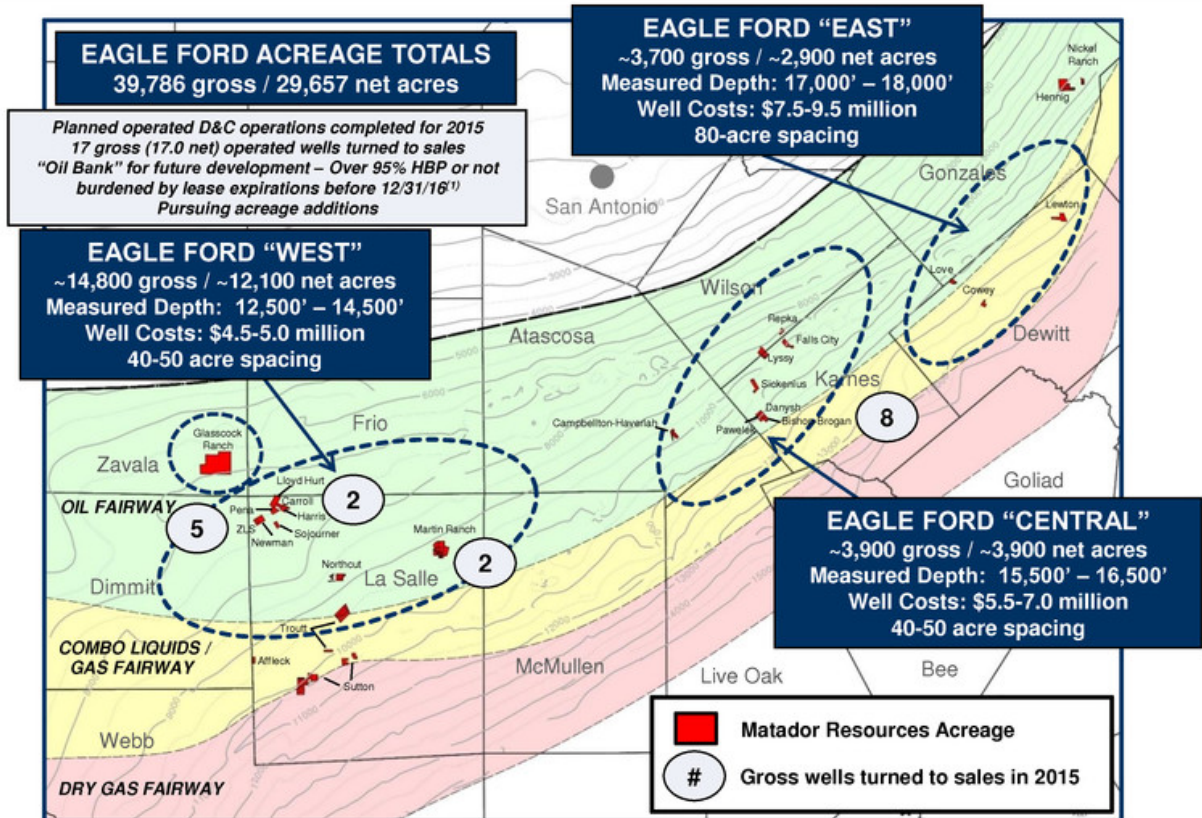 EAGLE FORD ACREAGE TOTALS
39,786 gross / 29,657 net acres
Planned operated D&C operations completed for 2015
17 gross (17.0 net) operated wells turned to sales
“Oil Bank” for future development – Over 95% HBP or not
burdened by lease expirations before 12/31/16(1)
Pursuing acreage additions
EAGLE FORD “EAST”
~3,700 gross / ~2,900 net acres
Measured Depth: 17,000’ – 18,000’
Well Costs: $7.5-9.5 million
80-acre spacing
EAGLE FORD “WEST”
~14,800 gross / ~12,100 net acres
Measured Depth: 12,500’ – 14,500’
Well Costs: $4.5-5.0 million
40-50 acre spacing
Nickel
Ranch
Hennig
San Antonio
Gonzales
Lewton
Love
Cowey
Dewitt
Wilson
Atascosa
Repka
Falls City
Lyssy
Sickenius
Karnes
Danysh
Bishop-Brogan
Pawelek
Campbellton-Haverlah
8
Frio
Glasscock
Ranch
Zavala
Lloyd Hurt
Carroll
Pena
Harris
ZLS
Sojourner
Newman
2
OIL FAIRWAY
5
Martin Ranch
2
Northcut
La Salle
Dimmit
Troutt
COMBO LIQUIDS /
GAS FAIRWAY
Affleck
Sutton
McMullen
Live Oak
Bee
Goliad
Webb
DRY GAS FAIRWAY
EAGLE FORD “CENTRAL”
~3,900 gross / ~3,900 net acres
Measured Depth: 15,500’ – 16,500’
Well Costs: $5.5-7.0 million
40-50 acre spacing
Matador Resources Acreage
# Gross wells turned to sales in 2015